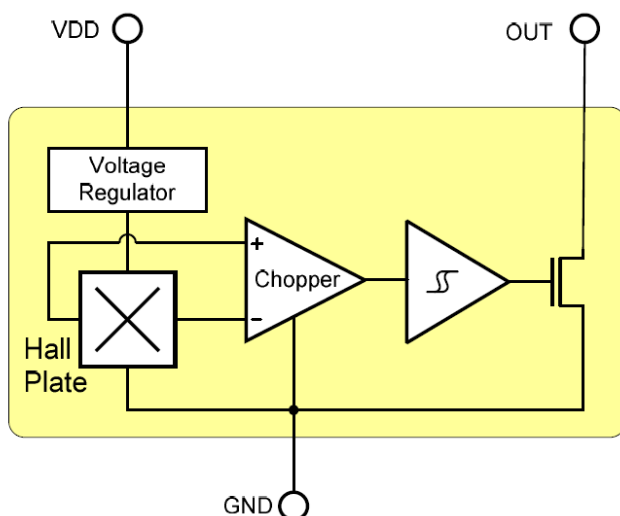 VDD
OUT
Voltage
Regulator
+
Chopper
−
Hall
Plate
GND